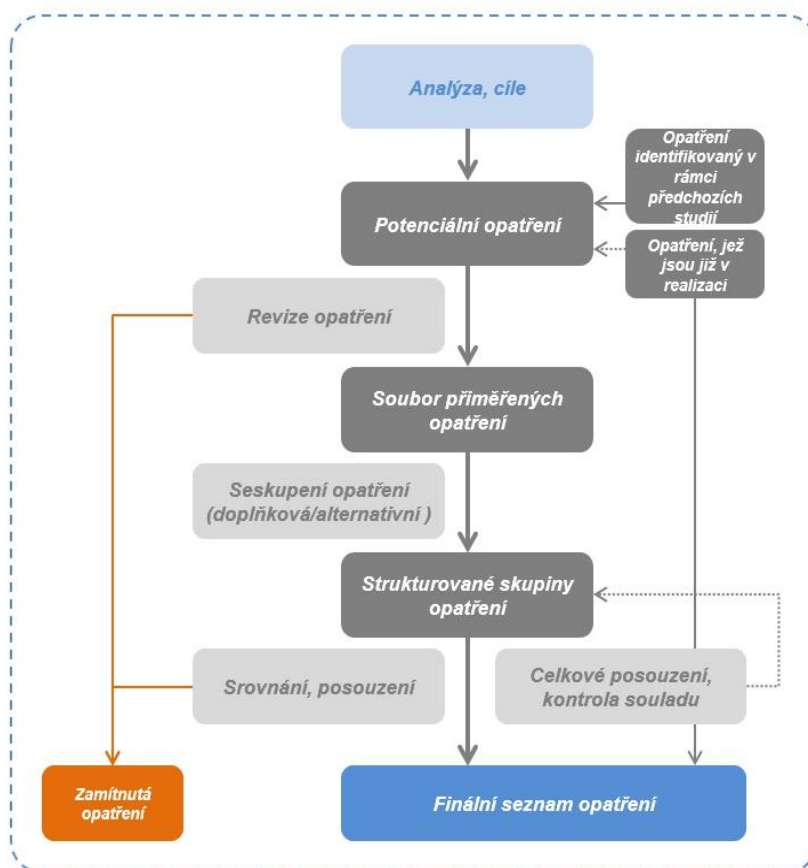 Analýza, cíle
Opatření
identifikovaný v
rámci
předchozích
studií
Potenciální opatření
Opatření, jež
jsou již v
realizaci
Revize opatření
Soubor přiměřených
opatření
Seskupení opatření
(doplňková/alternativní )
Strukturované skupiny
opatření
Srovnání, posouzení
Celkové posouzení,
kontrola souladu
Zamítnutá
opatření
Finální seznam opatření